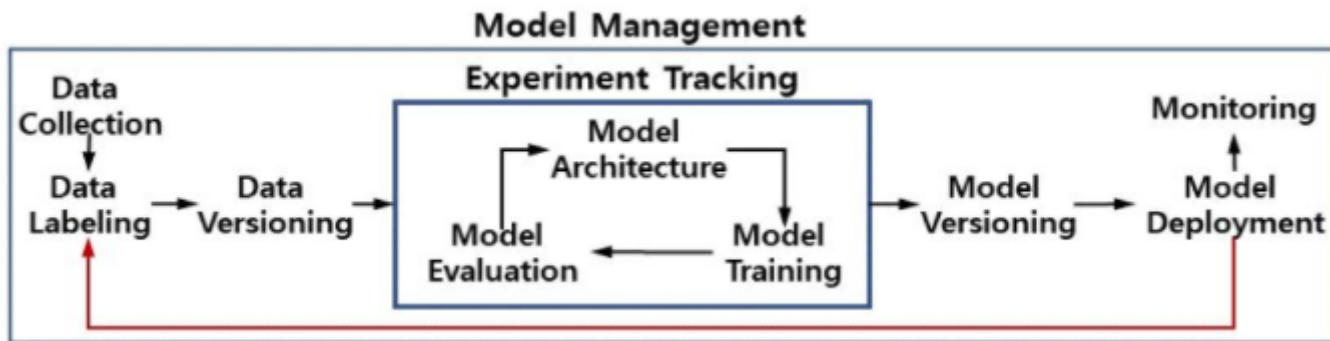 Model Management
Experiment Tracking
Data
Collection
Data
Labeling
Data
Versioning
Model
Architecture
Model
Evaluation
Model
Training
Model
Versioning
Monitoring
Model
Deployment